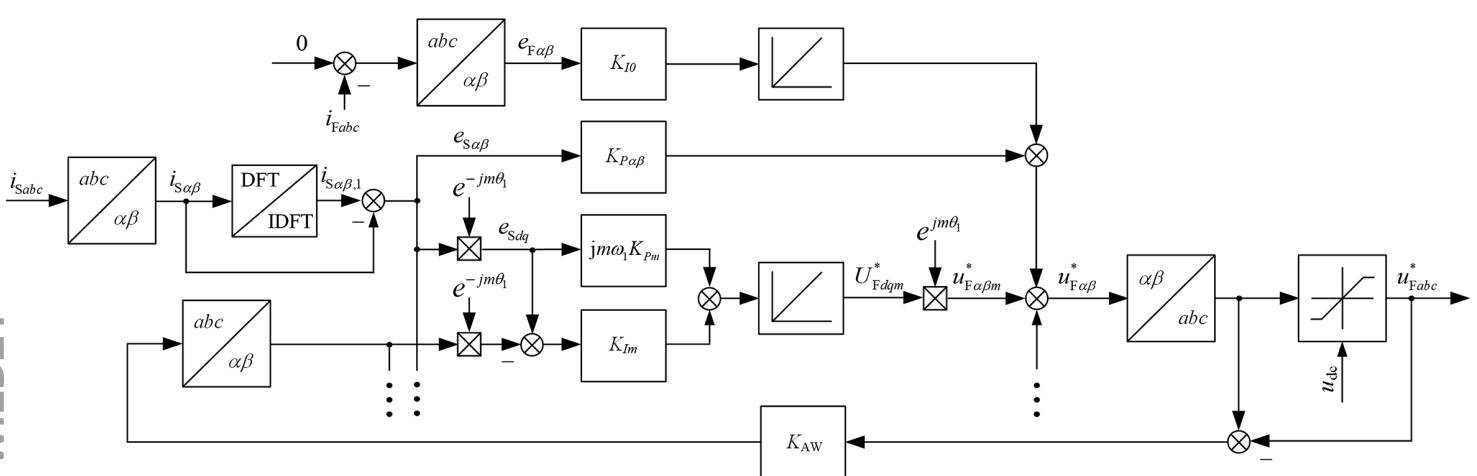 0
abc
αβ
e_Fαβ
K_I0
−
i_Fabc
e_Sαβ
K_Pαβ
i_Sabc
abc
αβ
i_Sαβ
DFT
IDFT
i_Sαβ,1
−
e^−jmθ₁
e_Sdq
jmω₁K_Pm
e^jmθ₁
U*_Fdqm
u*_Fαβm
u*_Fαβ
αβ
abc
u*_Fabc
e^−jmθ₁
abc
αβ
−
K_Im
u_dc
K_AW
−